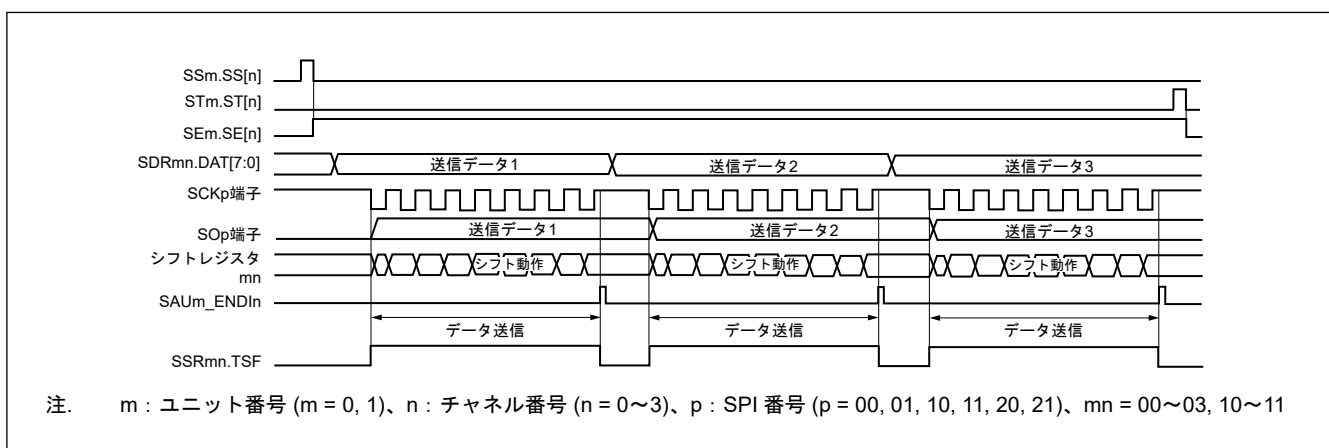 SSm.SS[n]
STm.ST[n]
SEm.SE[n]
SDRmn.DAT[7:0]
送信データ1
送信データ2
送信データ3
SCKp端子
SOp端子
送信データ1
送信データ2
送信データ3
シフトレジスタ
mn
シフト動作
シフト動作
シフト動作
SAUm_ENDIn
データ送信
データ送信
データ送信
SSRmn.TSF
注. m：ユニット番号 (m = 0, 1)、n：チャネル番号 (n = 0～3)、p：SPI 番号 (p = 00, 01, 10, 11, 20, 21)、mn = 00～03, 10～11